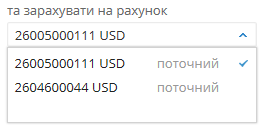 та зарахувати на рахунок
26005000111 USD
26005000111 USD поточний
2604600044 USD поточний